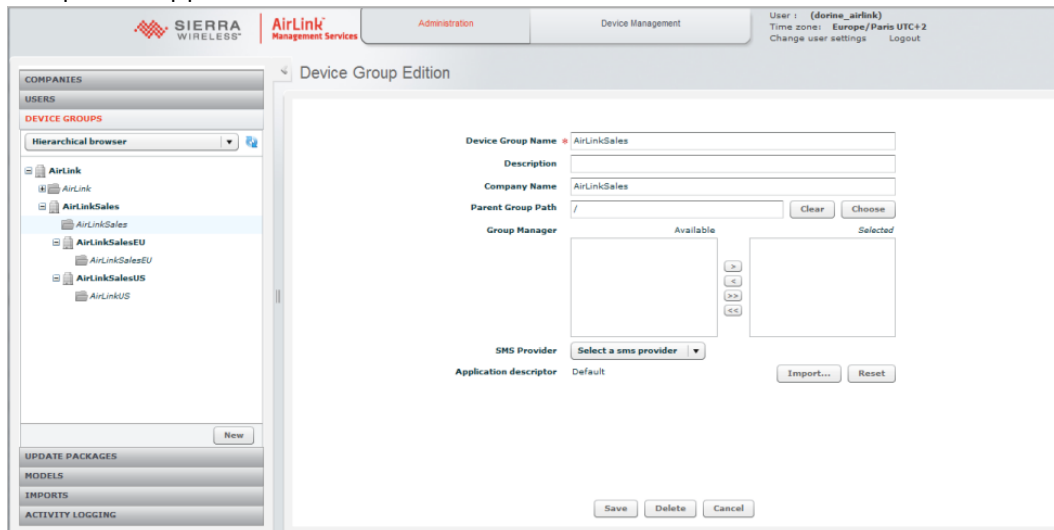 SIERRA
WIRELESS
AirLink
Management Services
Administration
Device Management
User : (dorine_airlink)
Time zone: Europe/Paris UTC+2
Change user settings Logout
COMPANIES
USERS
DEVICE GROUPS
Hierarchical browser
AirLink
AirLink
AirLinkSales
AirLinkSales
AirLinkSalesEU
AirLinkSalesEU
AirLinkSalesUS
AirLinkUS
New
UPDATE PACKAGES
MODELS
IMPORTS
ACTIVITY LOGGING
Device Group Edition
Device Group Name * AirLinkSales
Description
Company Name AirLinkSales
Parent Group Path / Clear Choose
Group Manager Available Selected
>
<
>>
<<
SMS Provider Select a sms provider
Application descriptor Default Import... Reset
Save Delete Cancel